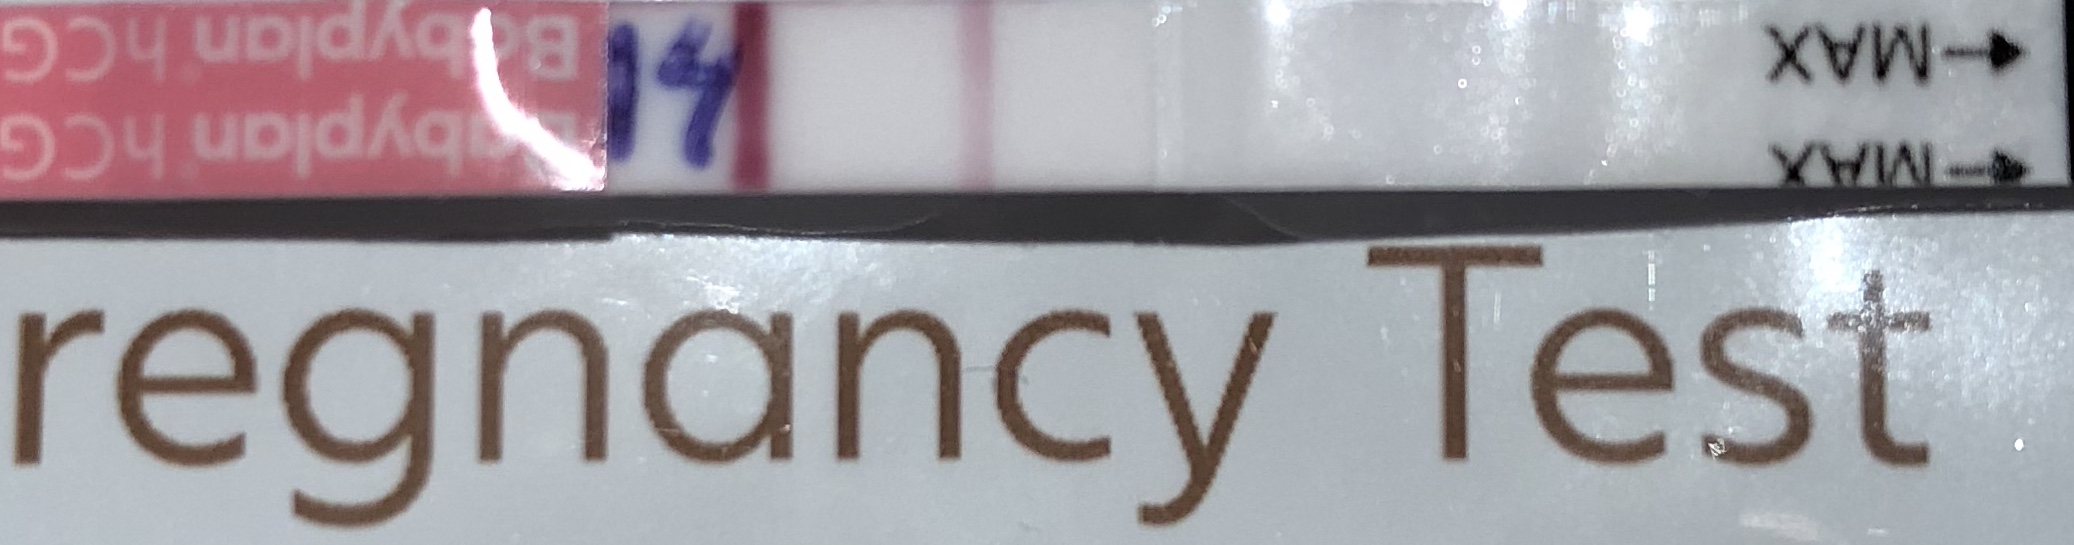 Babyplan hCG
Babyplan hCG
14
MAX
MAX
regnancy Test